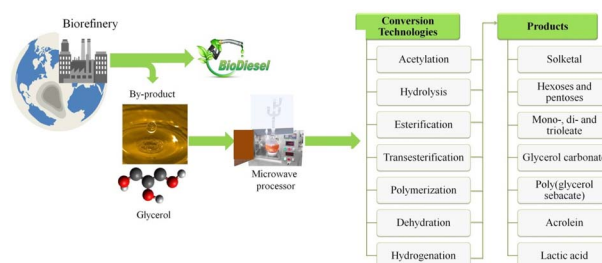 Biorefinery
BioDiesel
By-product
Glycerol
Microwave
processor
Conversion
Technologies
Acetylation
Hydrolysis
Esterification
Transesterification
Polymerization
Dehydration
Hydrogenation
Products
Solketal
Hexoses and
pentoses
Mono-, di- and
trioleate
Glycerol carbonate
Poly(glycerol
sebacate)
Acrolein
Lactic acid